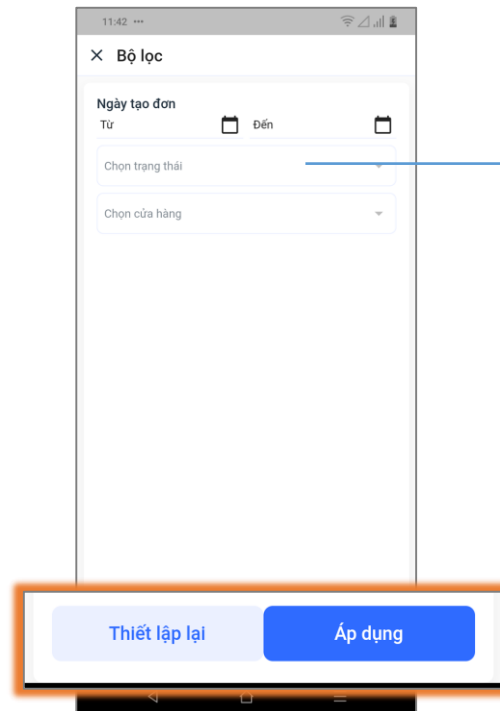 11:42 •••
Bộ lọc
Ngày tạo đơn
Từ Đến
Chọn trạng thái
Chọn cửa hàng
Thiết lập lại Áp dụng